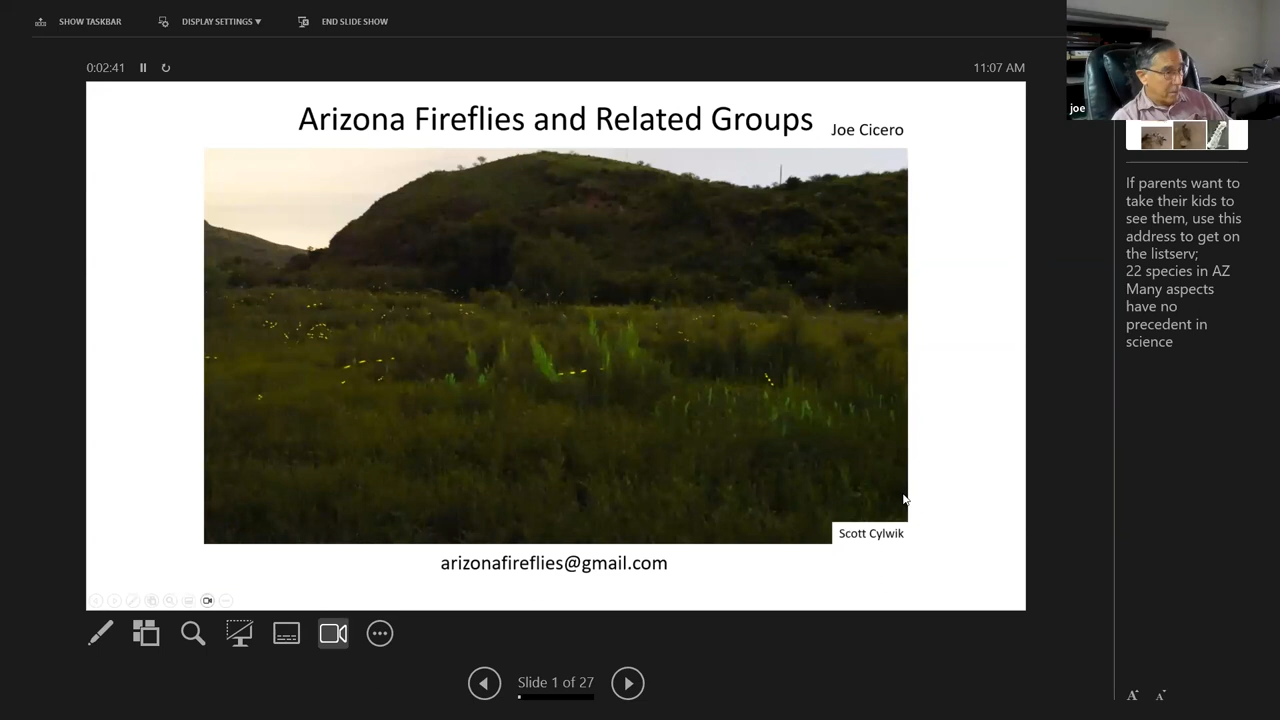 SHOW TASKBAR
DISPLAY SETTINGS ▼
END SLIDE SHOW
0:02:41
11:07 AM
joe
Arizona Fireflies and Related Groups
Joe Cicero
Scott Cylwik
arizonafireflies@gmail.com
If parents want to
take their kids to
see them, use this
address to get on
the listserv;
22 species in AZ
Many aspects
have no
precedent in
science
Slide 1 of 27
A
A